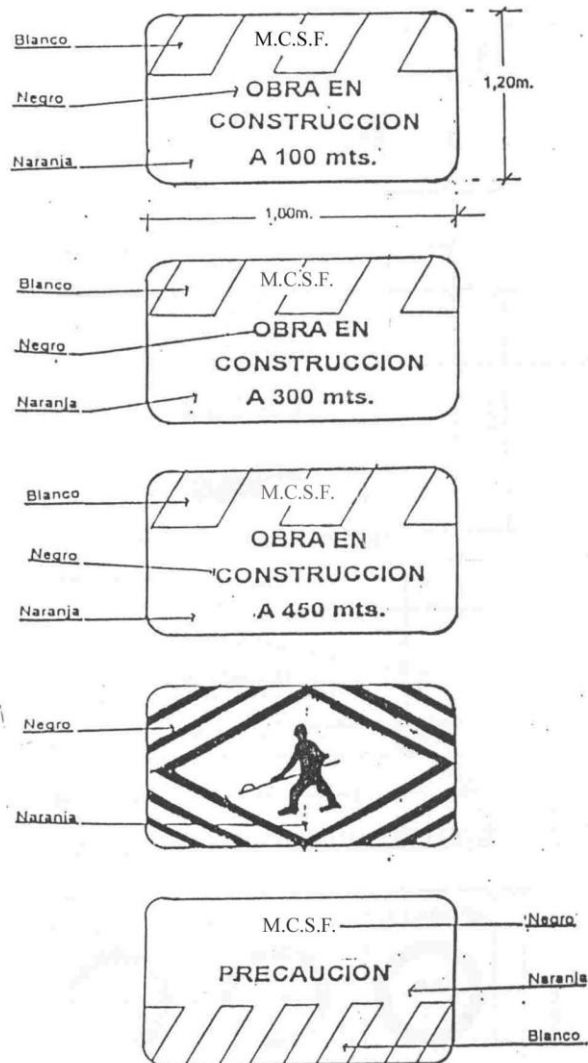 Blanco
M.C.S.F.
Negro
OBRA EN
CONSTRUCCION
Naranja
A 100 mts.
1,20m.
1,00m.
Blanco
M.C.S.F.
Negro
OBRA EN
CONSTRUCCION
Naranja
A 300 mts.
Blanco
M.C.S.F.
OBRA EN
Negro
CONSTRUCCION
Naranja
A 450 mts.
Negro
Naranja
M.C.S.F.
Negro
PRECAUCION
Naranja
Blanco